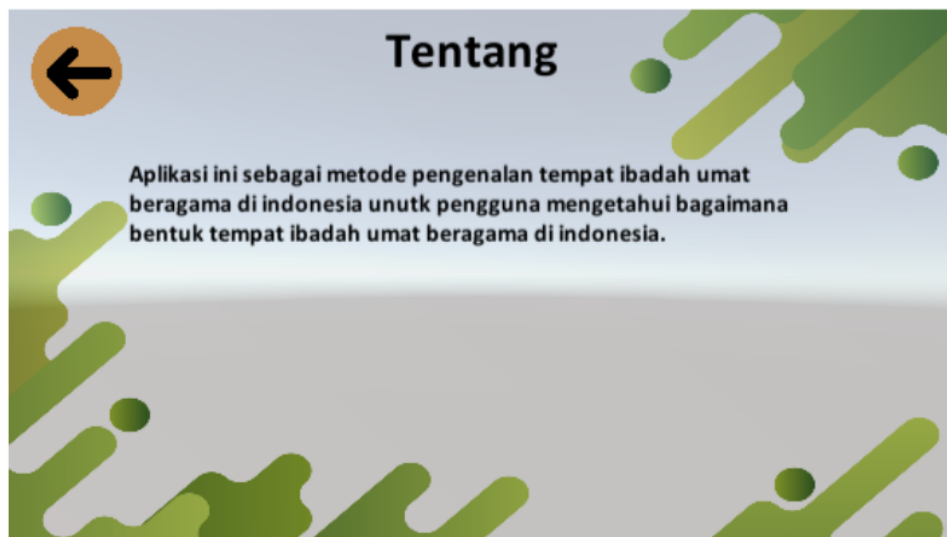 Tentang
Aplikasi ini sebagai metode pengenalan tempat ibadah umat
beragama di indonesia unutk pengguna mengetahui bagaimana
bentuk tempat ibadah umat beragama di indonesia.